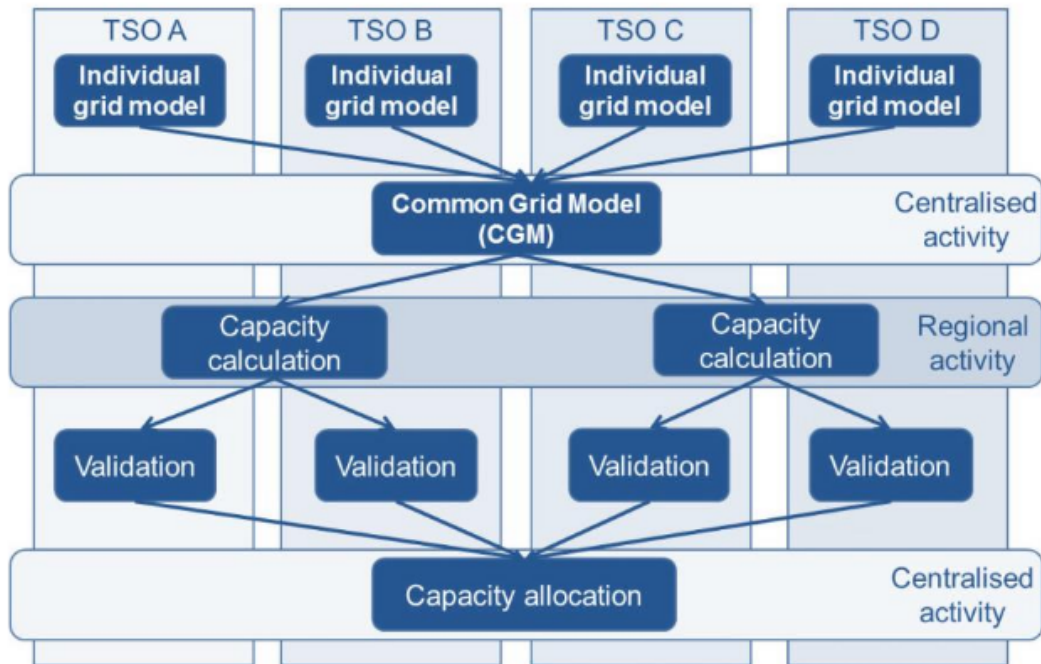 TSO A
TSO B
TSO C
TSO D
Individual
grid model
Individual
grid model
Individual
grid model
Individual
grid model
Common Grid Model
(CGM)
Centralised
activity
Capacity
calculation
Capacity
calculation
Regional
activity
Validation
Validation
Validation
Validation
Capacity allocation
Centralised
activity